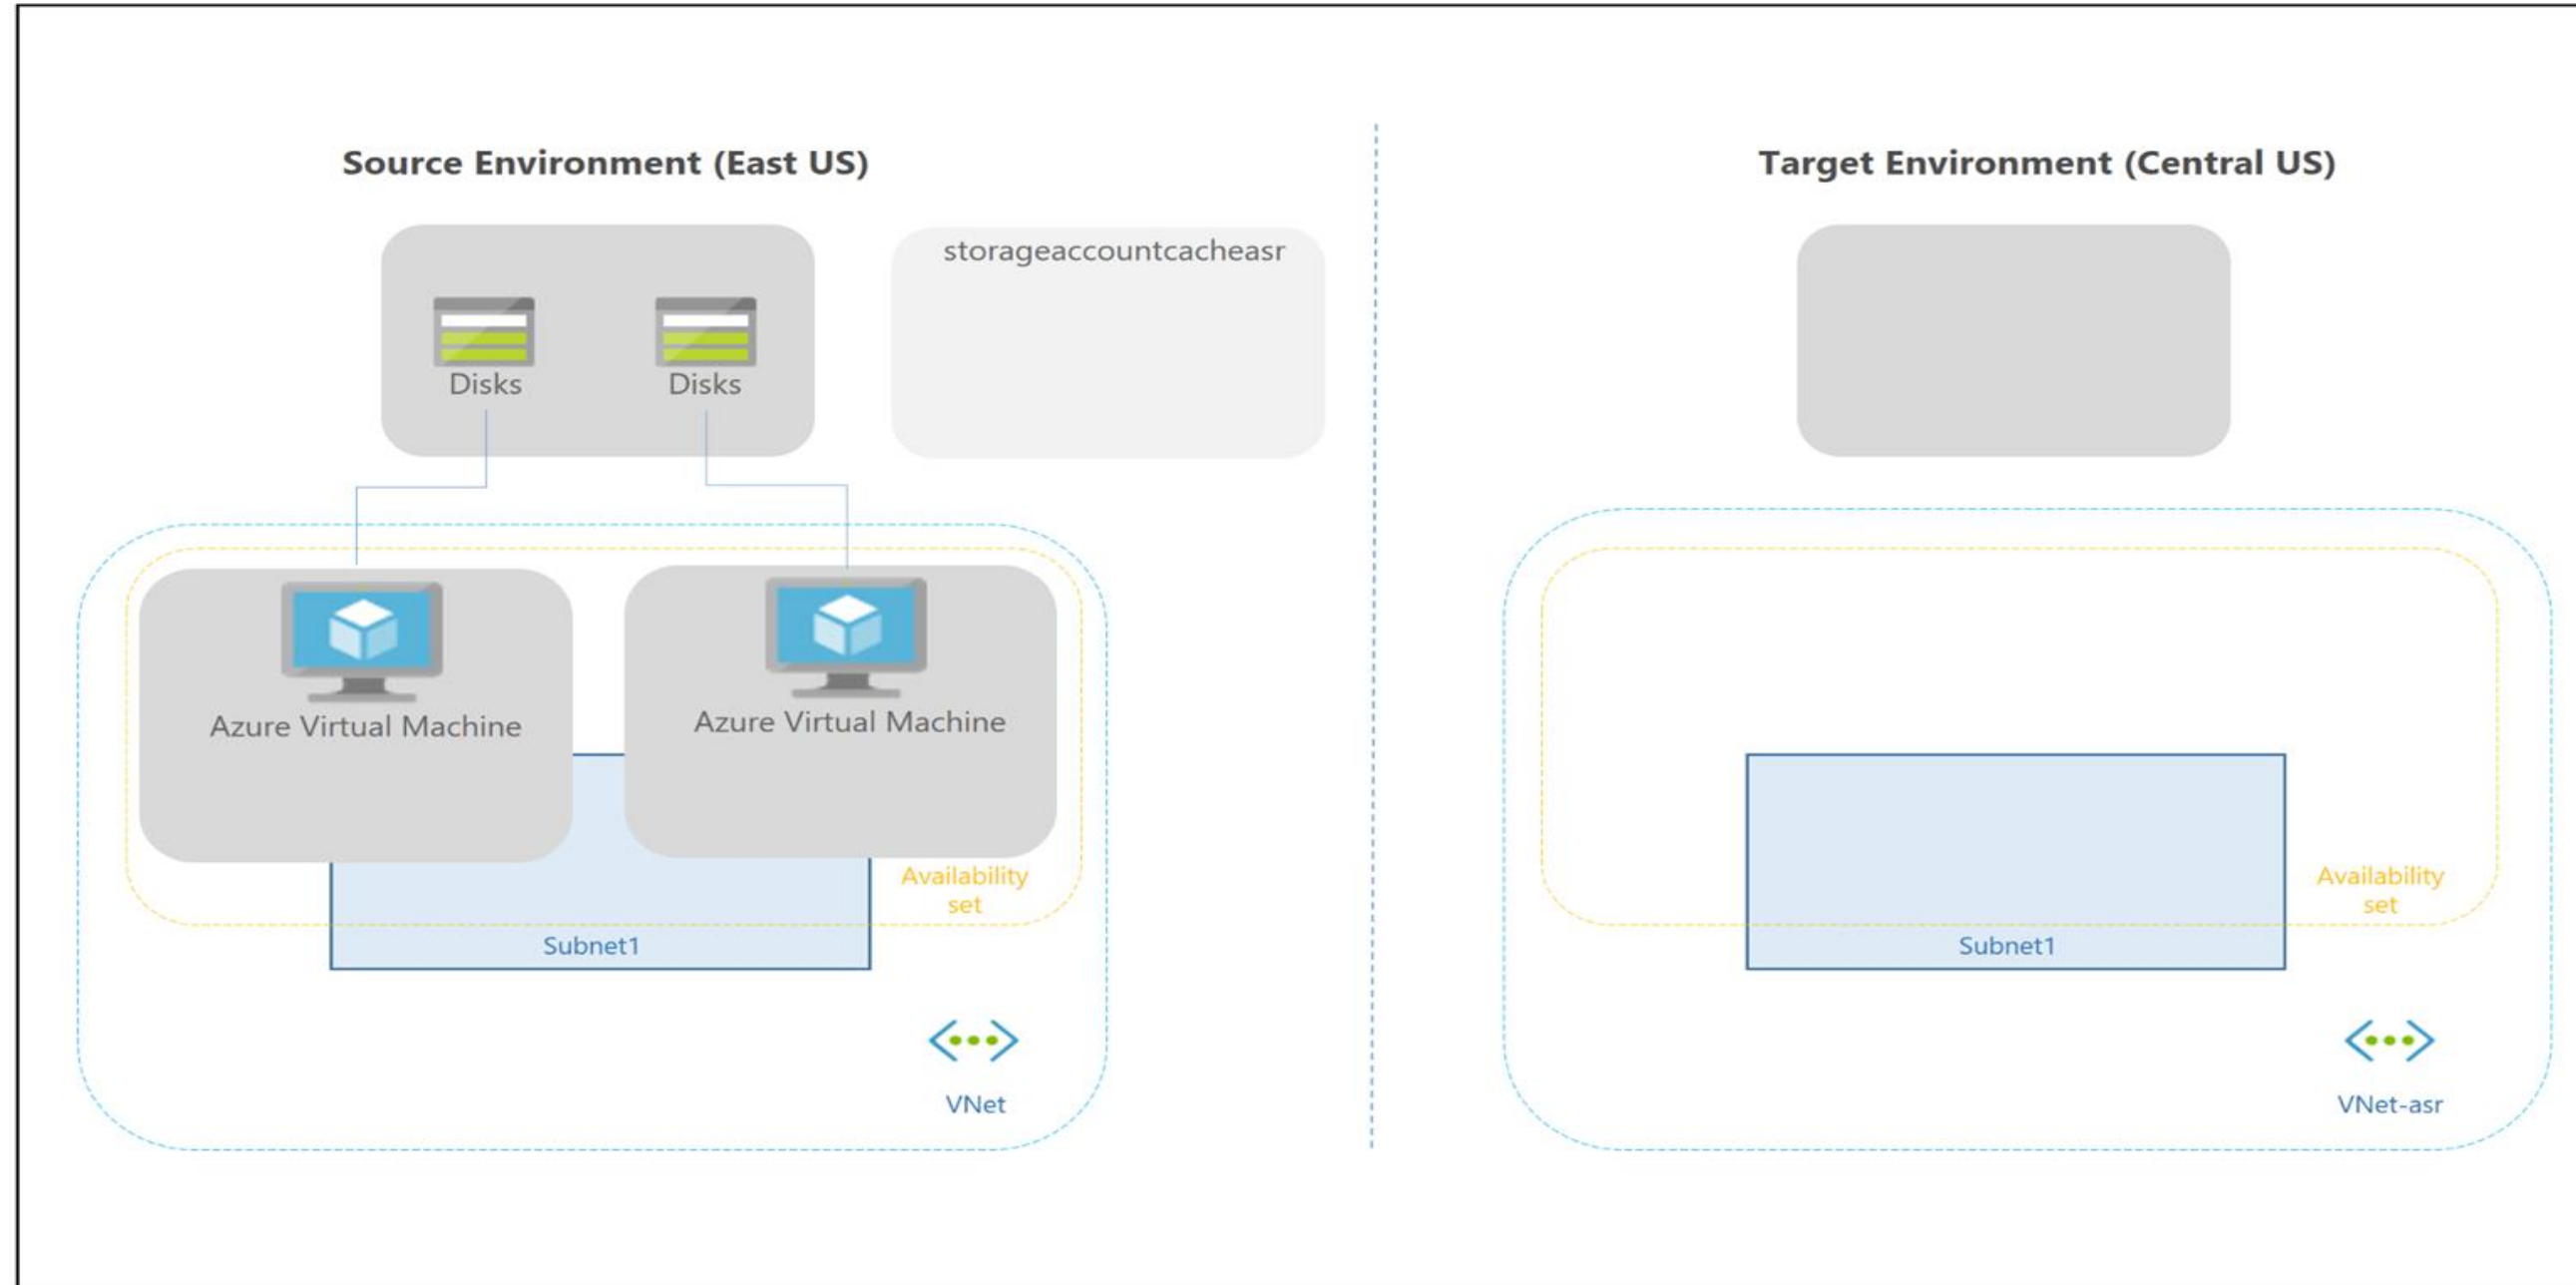 Source Environment (East US)
Target Environment (Central US)
storageaccountcacheasr
Disks
Disks
Azure Virtual Machine
Azure Virtual Machine
Availability
set
Subnet1
VNet
Availability
set
Subnet1
VNet-asr